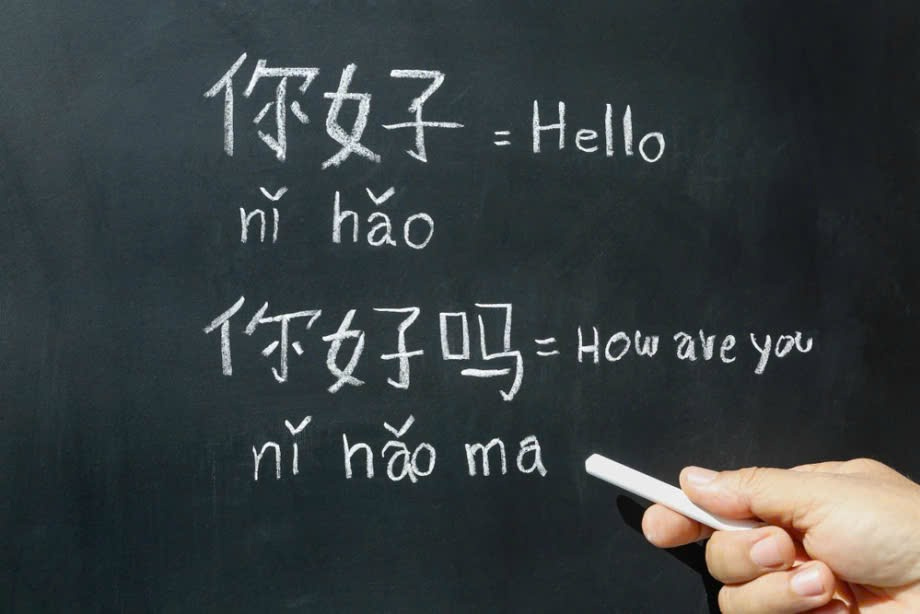 你好 = Hello
nǐ hǎo
你好吗 = How are you
nǐ hǎo ma